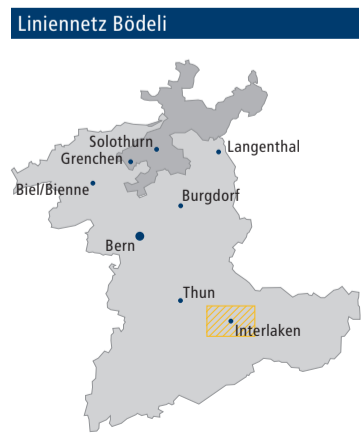 Liniennetz Bödeli
Solothurn
Langenthal
Grenchen
Biel/Bienne
Burgdorf
Bern
Thun
Interlaken